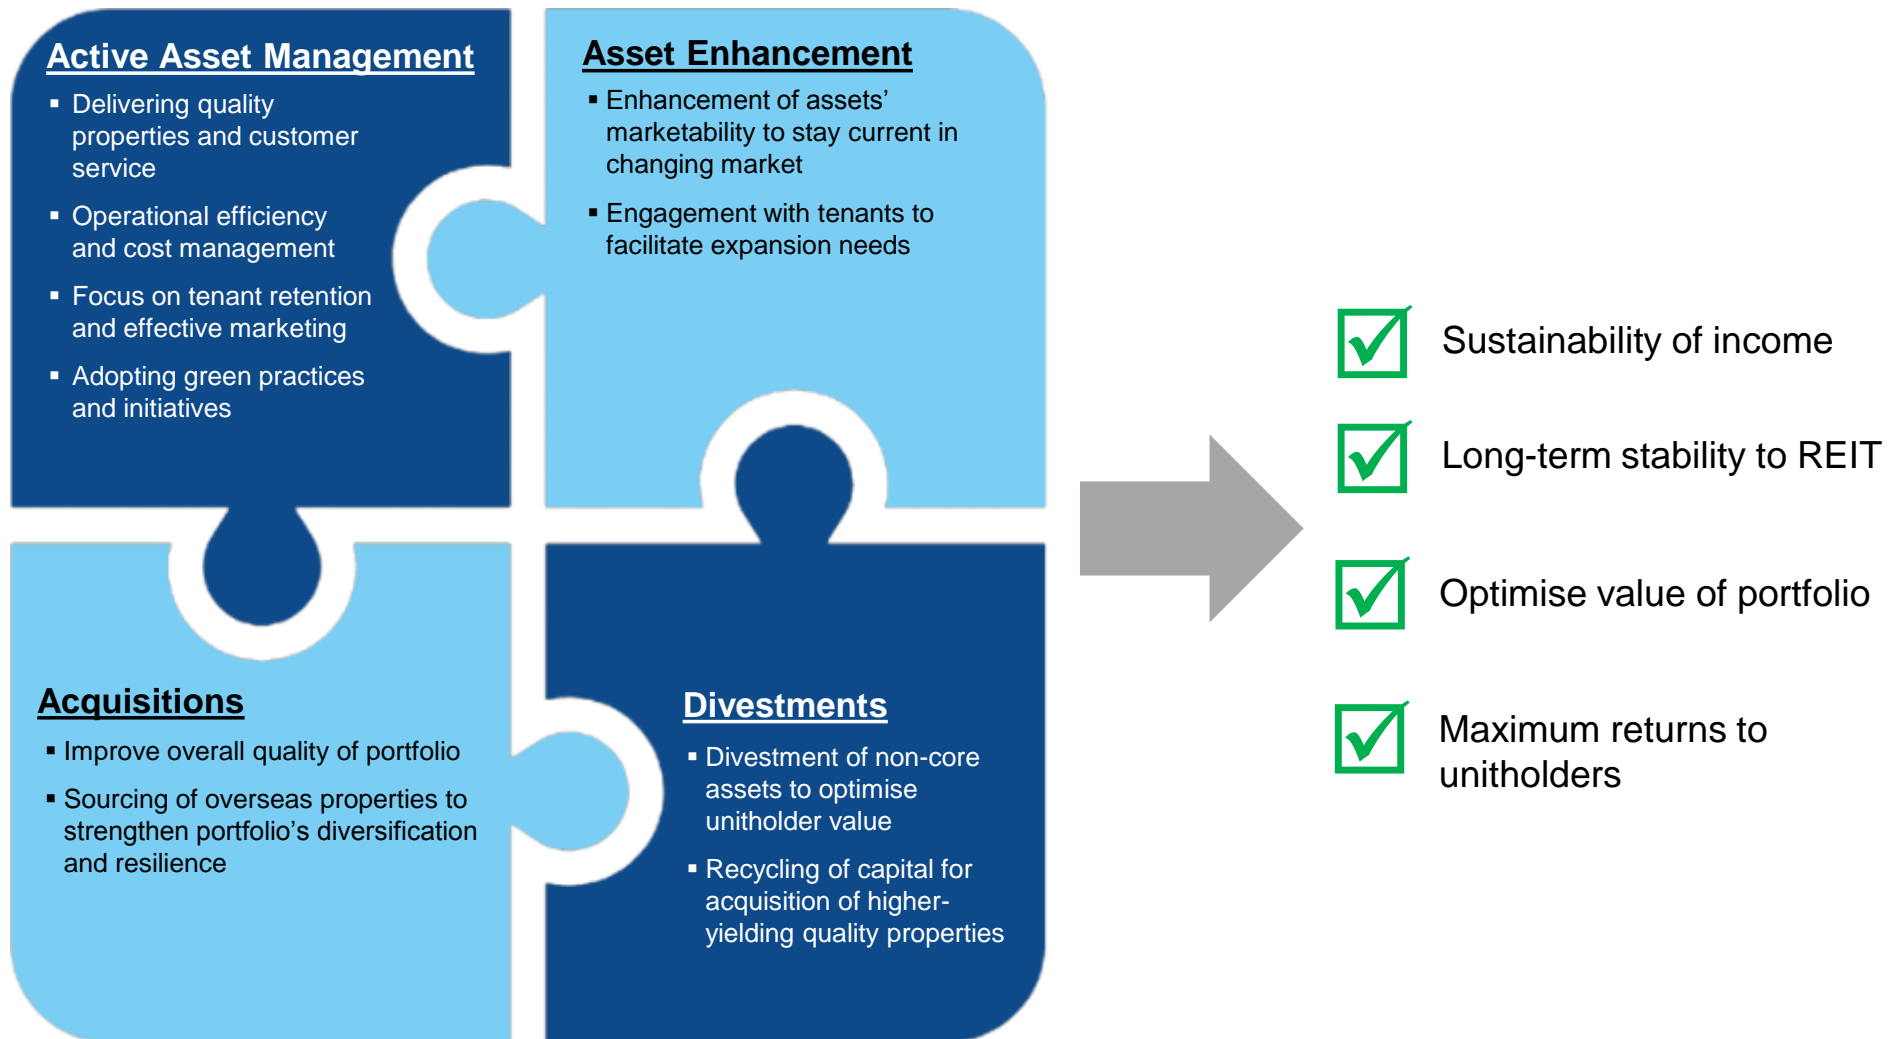 Active Asset Management
▪ Delivering quality
properties and customer
service
▪ Operational efficiency
and cost management
▪ Focus on tenant retention
and effective marketing
▪ Adopting green practices
and initiatives
Asset Enhancement
▪ Enhancement of assets’
marketability to stay current in
changing market
▪ Engagement with tenants to
facilitate expansion needs
Acquisitions
▪ Improve overall quality of portfolio
▪ Sourcing of overseas properties to
strengthen portfolio’s diversification
and resilience
Divestments
▪ Divestment of non-core
assets to optimise
unitholder value
▪ Recycling of capital for
acquisition of higher-
yielding quality properties
Sustainability of income
Long-term stability to REIT
Optimise value of portfolio
Maximum returns to
unitholders